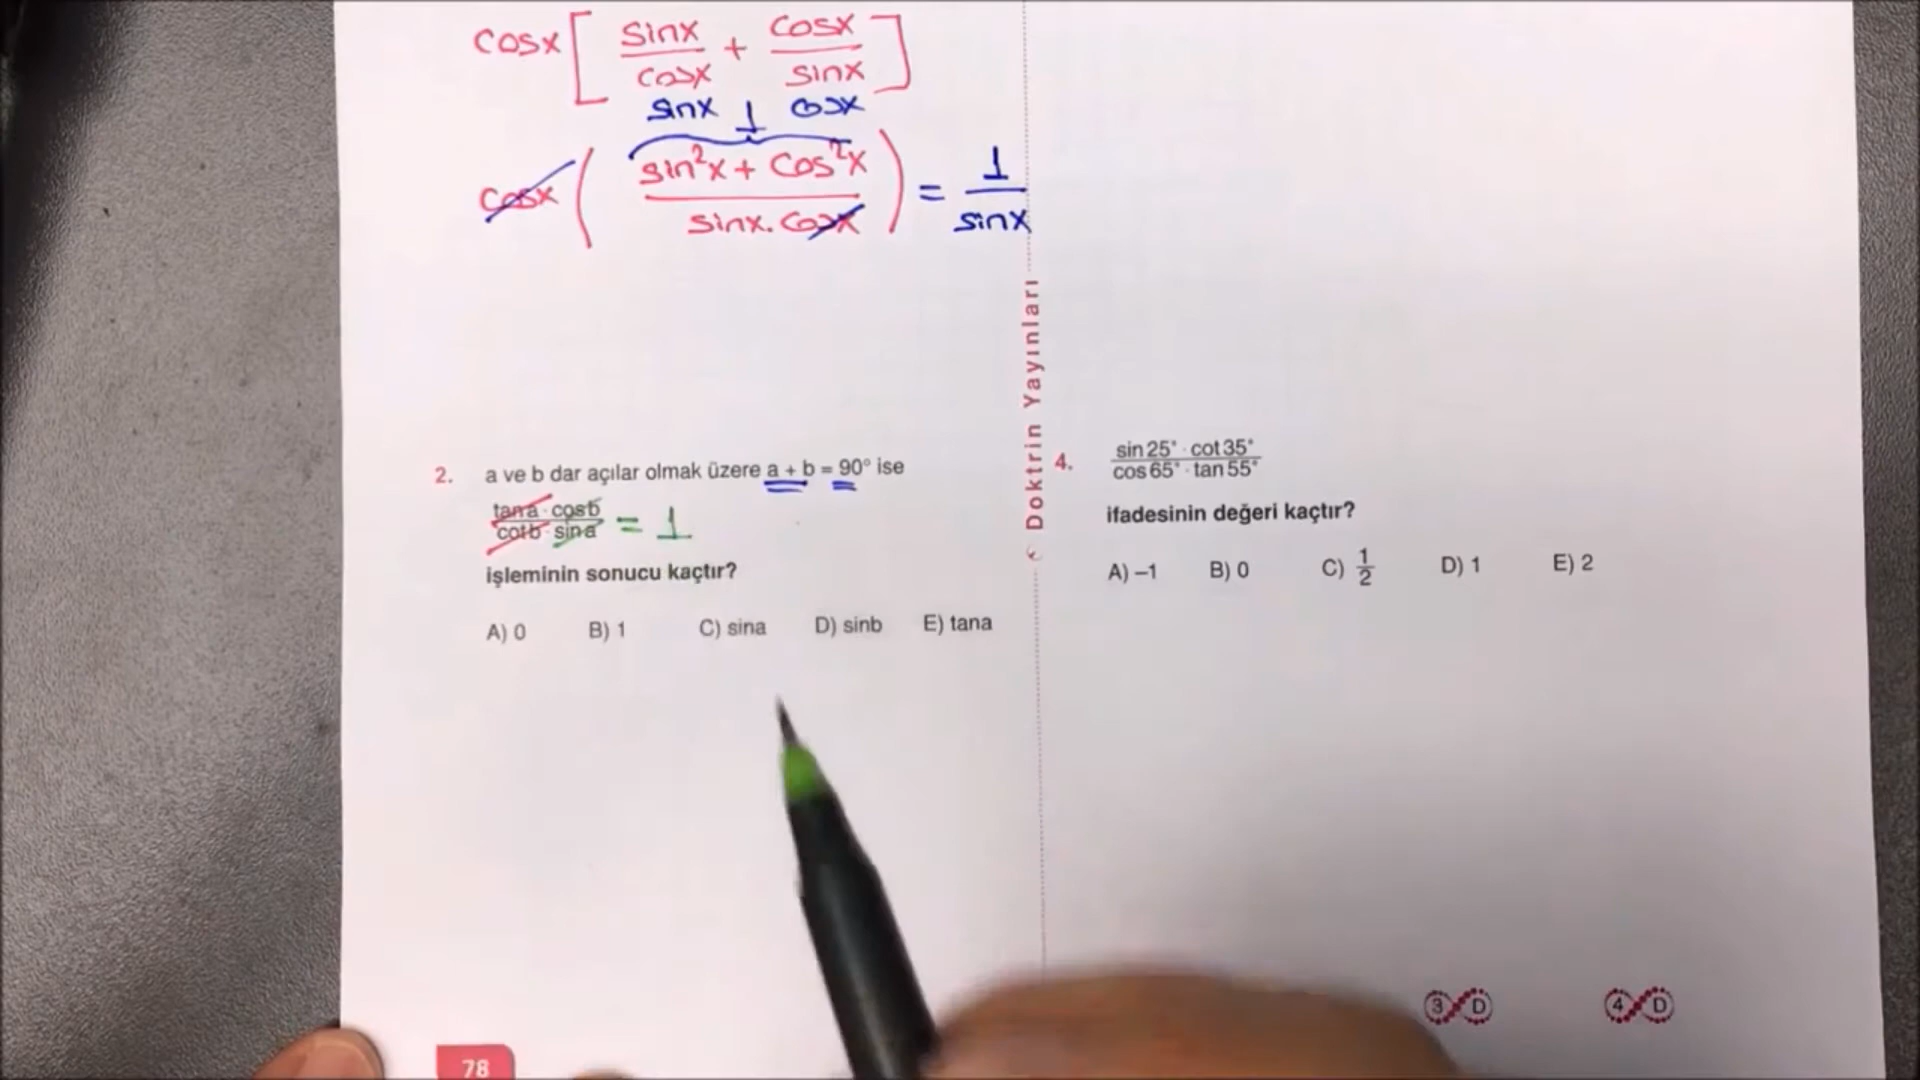 cosx [ sinx/cosx + cosx/sinx ]
sinx 1 cosx
cosx ( sin²x + cos²x / sinx. cosx ) = 1/sinx
Doktrin Yayınları
2. a ve b dar açılar olmak üzere a + b = 90° ise
tana · cosb / cotb · sina = 1
işleminin sonucu kaçtır?
A) 0 B) 1 C) sina D) sinb E) tana
4. sin 25° · cot 35° / cos 65° · tan 55°
ifadesinin değeri kaçtır?
A) –1 B) 0 C) 1/2 D) 1 E) 2
3 D 4 D
78